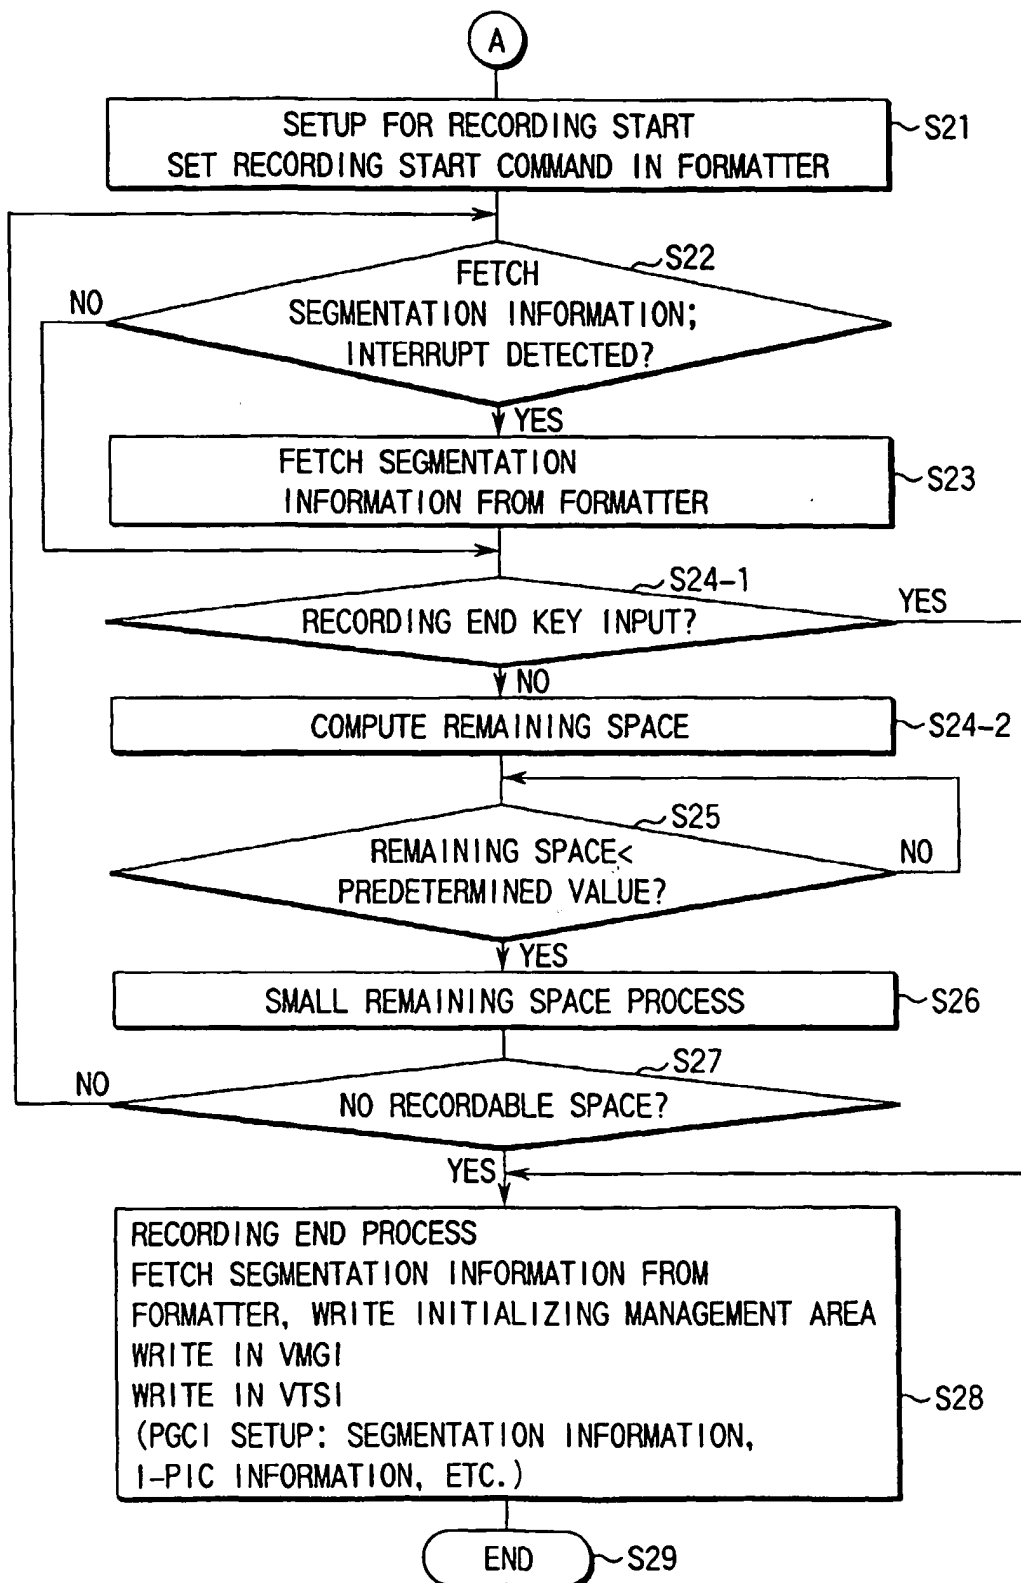 A
SETUP FOR RECORDING START
SET RECORDING START COMMAND IN FORMATTER
S21
S22
FETCH
SEGMENTATION INFORMATION;
INTERRUPT DETECTED?
NO
YES
FETCH SEGMENTATION
INFORMATION FROM FORMATTER
S23
S24-1
RECORDING END KEY INPUT?
YES
NO
COMPUTE REMAINING SPACE
S24-2
S25
REMAINING SPACE<
PREDETERMINED VALUE?
NO
YES
SMALL REMAINING SPACE PROCESS
S26
S27
NO
NO RECORDABLE SPACE?
YES
RECORDING END PROCESS
FETCH SEGMENTATION INFORMATION FROM
FORMATTER, WRITE INITIALIZING MANAGEMENT AREA
WRITE IN VMGI
WRITE IN VTSI
(PGCI SETUP: SEGMENTATION INFORMATION,
I-PIC INFORMATION, ETC.)
S28
END
S29